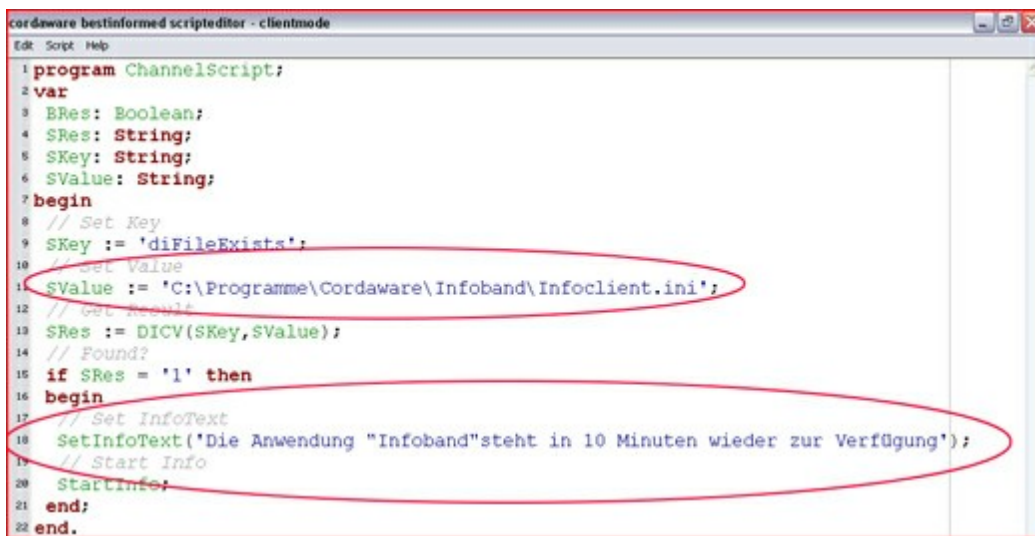 cordaware bestinformed scripteditor - clientmode
Edit Script Help
1 program ChannelScript;
2 var
3 BRes: Boolean;
4 SRes: String;
5 SKey: String;
6 SValue: String;
7 begin
8 // Set Key
9 SKey := 'diFileExists';
10 // Set Value
11 SValue := 'C:\Programme\Cordaware\Infoband\Infoclient.ini';
12 // Get Result
13 SRes := DICV(SKey,SValue);
14 // Found?
15 if SRes = '1' then
16 begin
17 // Set InfoText
18 SetInfoText('Die Anwendung "Infoband"steht in 10 Minuten wieder zur Verfügung');
19 // Start Info
20 StartInfo;
21 end;
22 end.